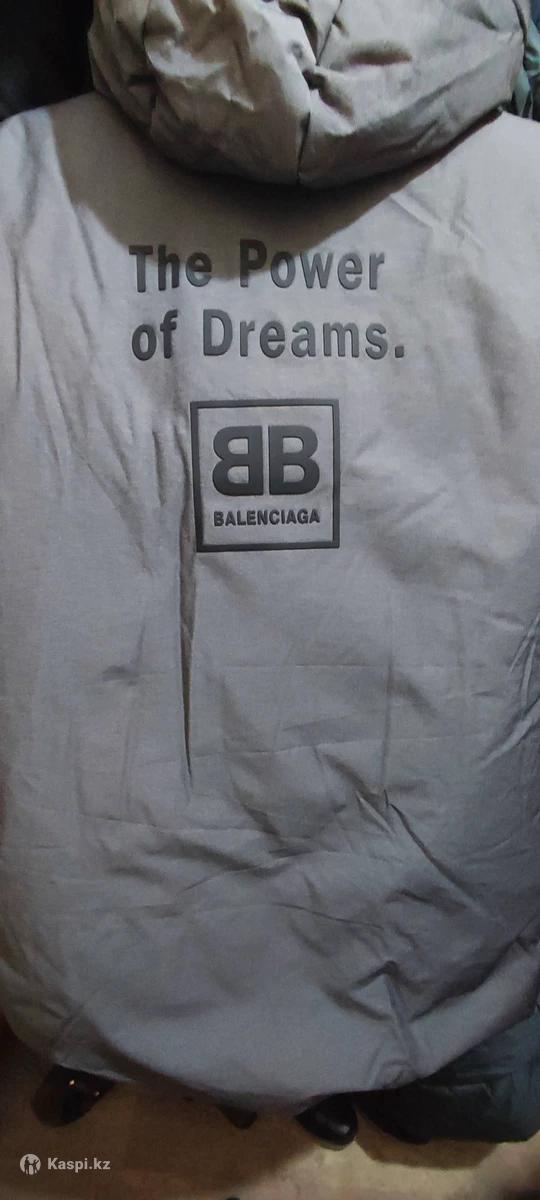 The Power
of Dreams.
BB
BALENCIAGA
Kaspi.kz